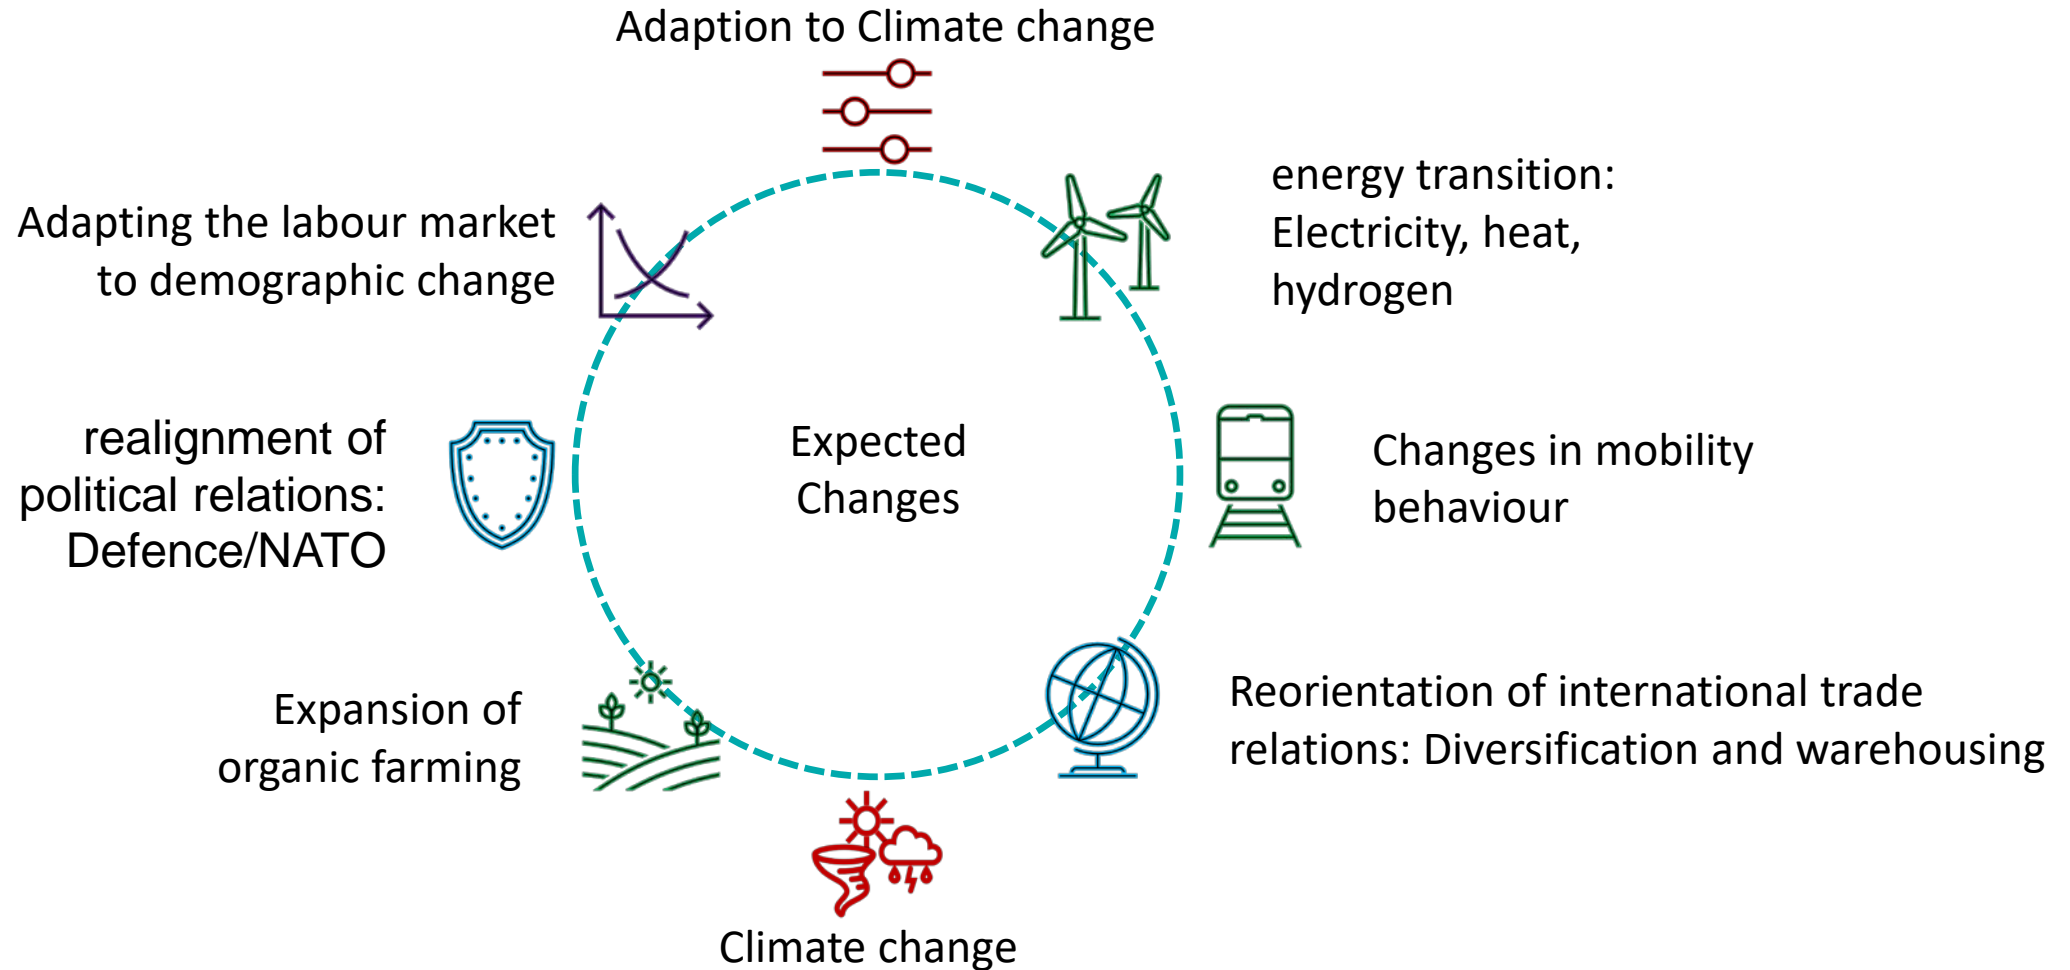 Adaption to Climate change
energy transition:
Electricity, heat,
hydrogen
Changes in mobility
behaviour
Reorientation of international trade
relations: Diversification and warehousing
Climate change
Expansion of
organic farming
realignment of
political relations:
Defence/NATO
Adapting the labour market
to demographic change
Expected
Changes